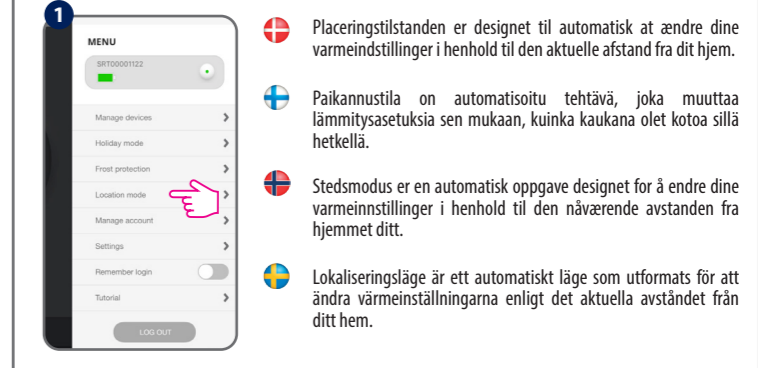 1
MENU
SRT00001122
Manage devices
Holiday mode
Frost protection
Location mode
Manage account
Settings
Remember login
Tutorial
LOG OUT
Placeringstilstanden er designet til automatisk at ændre dine
varmeindstillinger i henhold til den aktuelle afstand fra dit hjem.
Paikannustila on automatisoitu tehtävä, joka muuttaa
lämmitysasetuksia sen mukaan, kuinka kaukana olet kotoa sillä
hetkellä.
Stedsmodus er en automatisk oppgave designet for å endre dine
varmeinnstillinger i henhold til den nåværende avstanden fra
hjemmet ditt.
Lokaliseringsläge är ett automatiskt läge som utformats för att
ändra värmeinställningarna enligt det aktuella avståndet från
ditt hem.